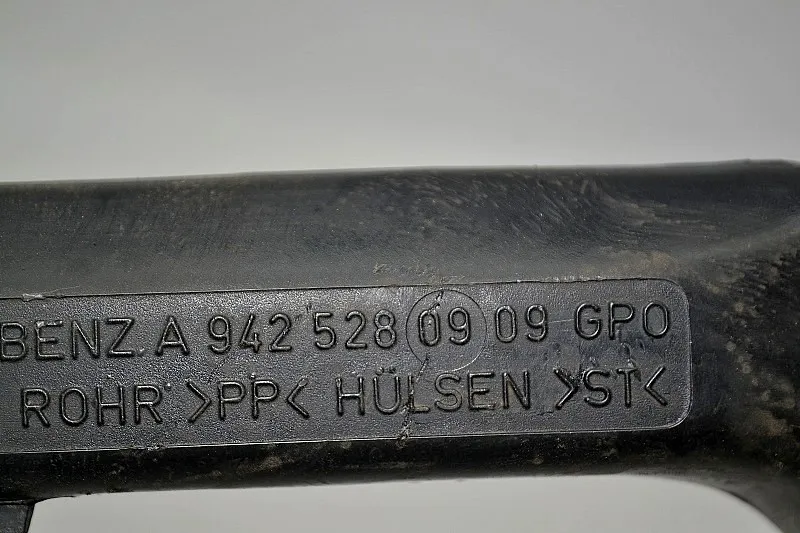 BENZ A 942 528 09 09 GPO
ROHR >PP< HÜLSEN >ST<